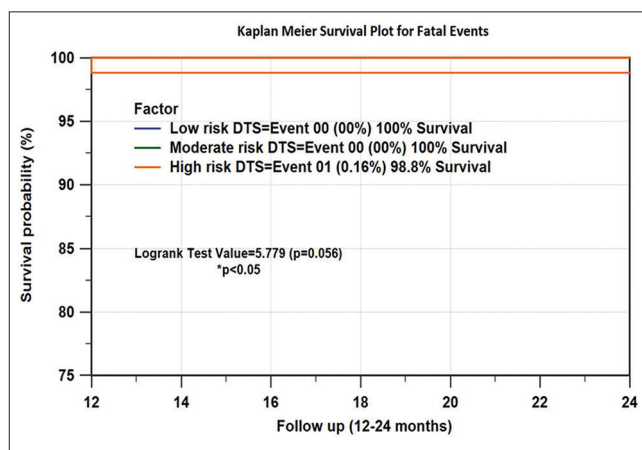 Kaplan Meier Survival Plot for Fatal Events
100
95
90
85
80
75
Survival probability (%)
Factor
Low risk DTS=Event 00 (00%) 100% Survival
Moderate risk DTS=Event 00 (00%) 100% Survival
High risk DTS=Event 01 (0.16%) 98.8% Survival
Logrank Test Value=5.779 (p=0.056)
*p<0.05
12 14 16 18 20 22 24
Follow up (12-24 months)